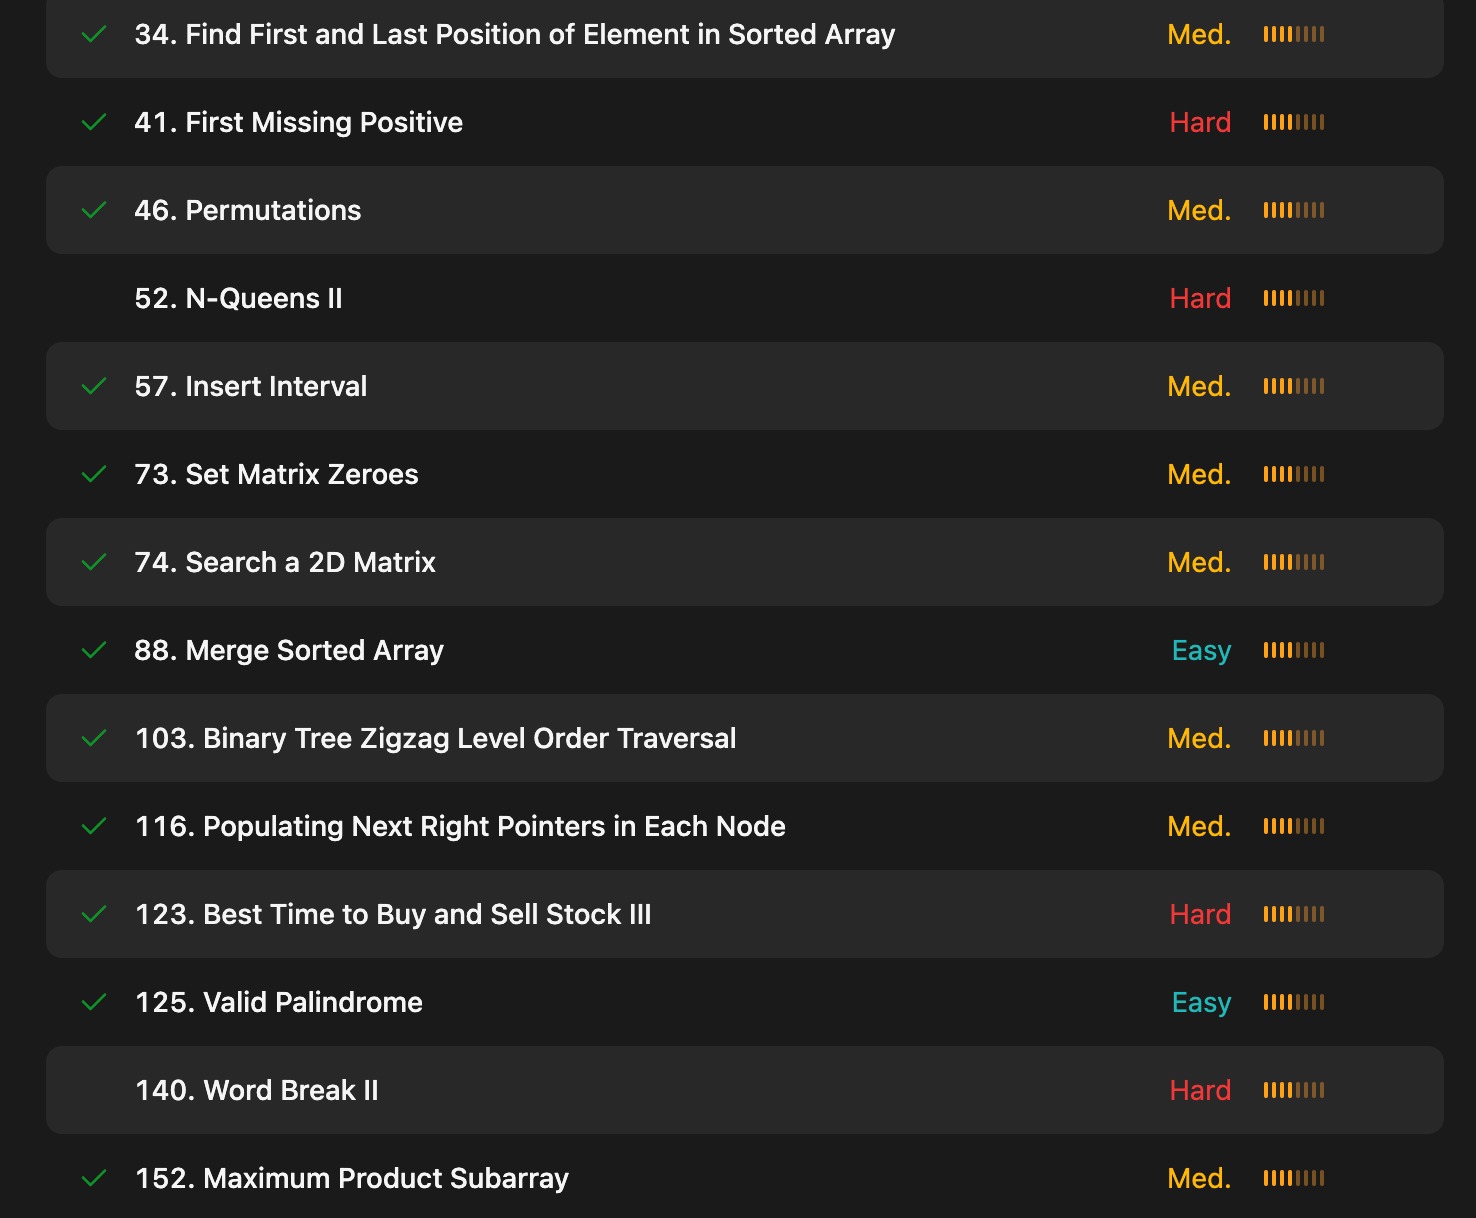 34. Find First and Last Position of Element in Sorted Array Med.
41. First Missing Positive Hard
46. Permutations Med.
52. N-Queens II Hard
57. Insert Interval Med.
73. Set Matrix Zeroes Med.
74. Search a 2D Matrix Med.
88. Merge Sorted Array Easy
103. Binary Tree Zigzag Level Order Traversal Med.
116. Populating Next Right Pointers in Each Node Med.
123. Best Time to Buy and Sell Stock III Hard
125. Valid Palindrome Easy
140. Word Break II Hard
152. Maximum Product Subarray Med.